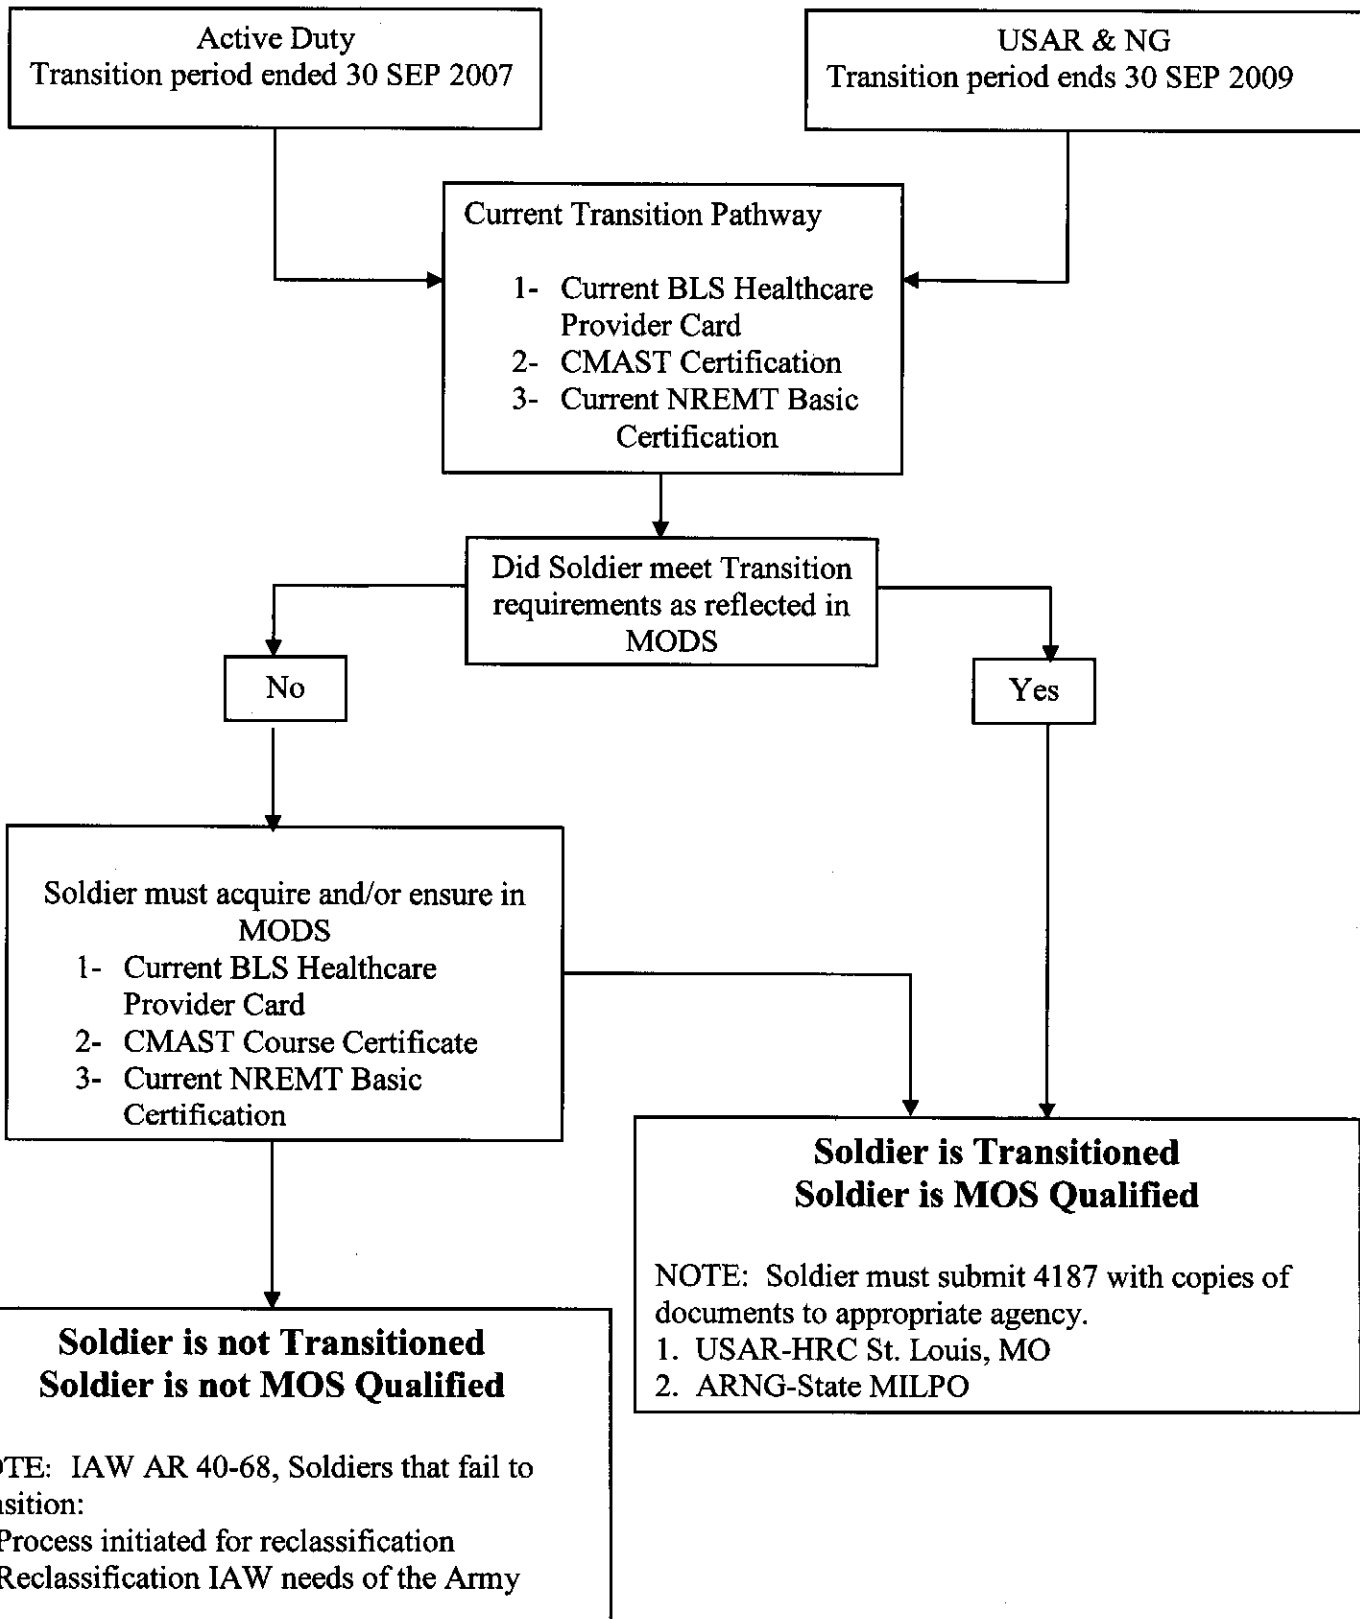 Active Duty
Transition period ended 30 SEP 2007
USAR & NG
Transition period ends 30 SEP 2009
Current Transition Pathway
1- Current BLS Healthcare
Provider Card
2- CMAST Certification
3- Current NREMT Basic
Certification
Did Soldier meet Transition
requirements as reflected in
MODS
No
Yes
Soldier must acquire and/or ensure in
MODS
1- Current BLS Healthcare
Provider Card
2- CMAST Course Certificate
3- Current NREMT Basic
Certification
Soldier is Transitioned
Soldier is MOS Qualified
NOTE: Soldier must submit 4187 with copies of
documents to appropriate agency.
1. USAR-HRC St. Louis, MO
2. ARNG-State MILPO
Soldier is not Transitioned
Soldier is not MOS Qualified
IAW AR 40-68, Soldiers that fail to
Process initiated for reclassification
Reclassification IAW needs of the Army